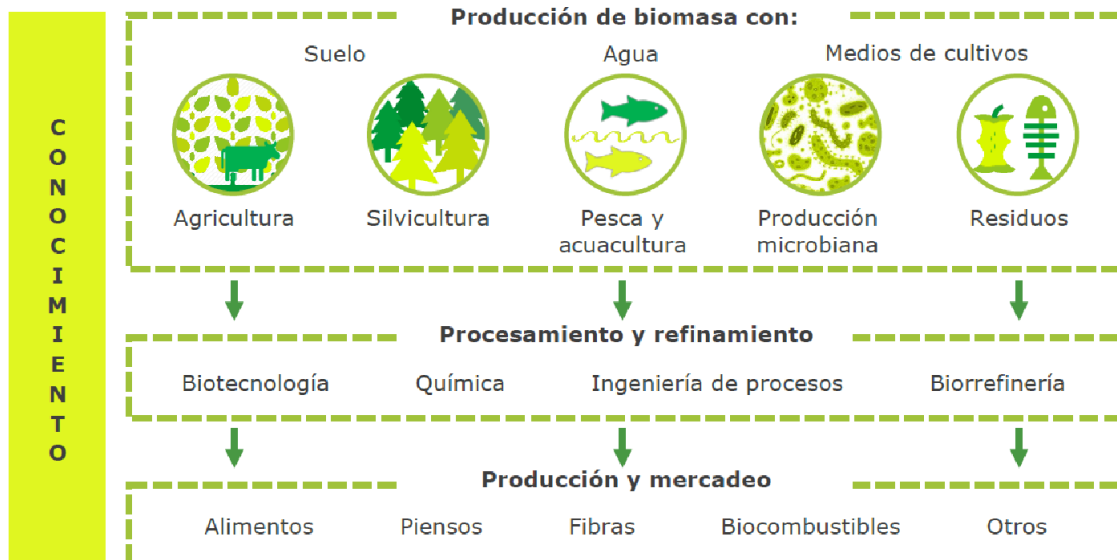 CONOCIMIENTO
Producción de biomasa con:
Suelo
Agua
Medios de cultivos
Agricultura
Silvicultura
Pesca y
acuacultura
Producción
microbiana
Residuos
Procesamiento y refinamiento
Biotecnología
Química
Ingeniería de procesos
Biorrefinería
Producción y mercadeo
Alimentos
Piensos
Fibras
Biocombustibles
Otros